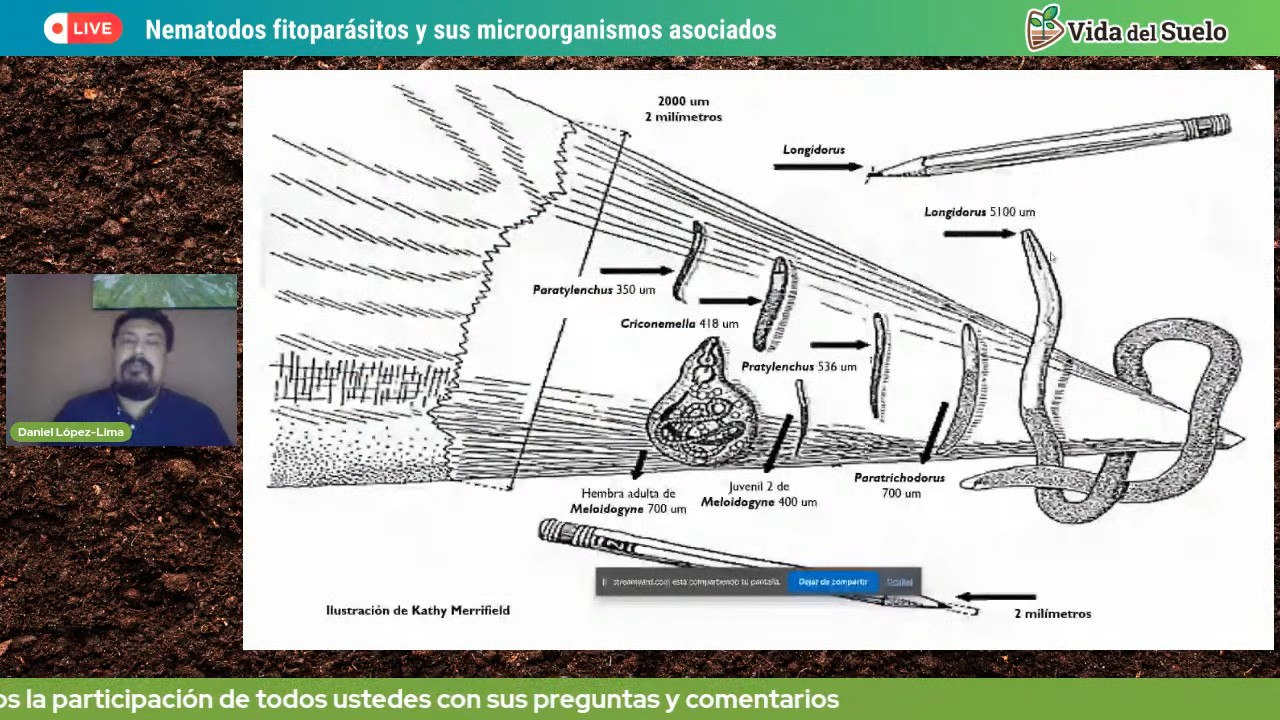 LIVE
Nematodos fitoparásitos y sus microorganismos asociados
Vida del Suelo
2000 um
2 milímetros
Longidorus
Longidorus 5100 um
Paratylenchus 350 um
Criconemella 418 um
Pratylenchus 536 um
Hembra adulta de
Meloidogyne 700 um
Juvenil 2 de
Meloidogyne 400 um
Paratrichodorus
700 um
streamyard.com está compartiendo tu pantalla.
Dejar de compartir
Ocultar
Ilustración de Kathy Merrifield
2 milímetros
Daniel López-Lima
os la participación de todos ustedes con sus preguntas y comentarios